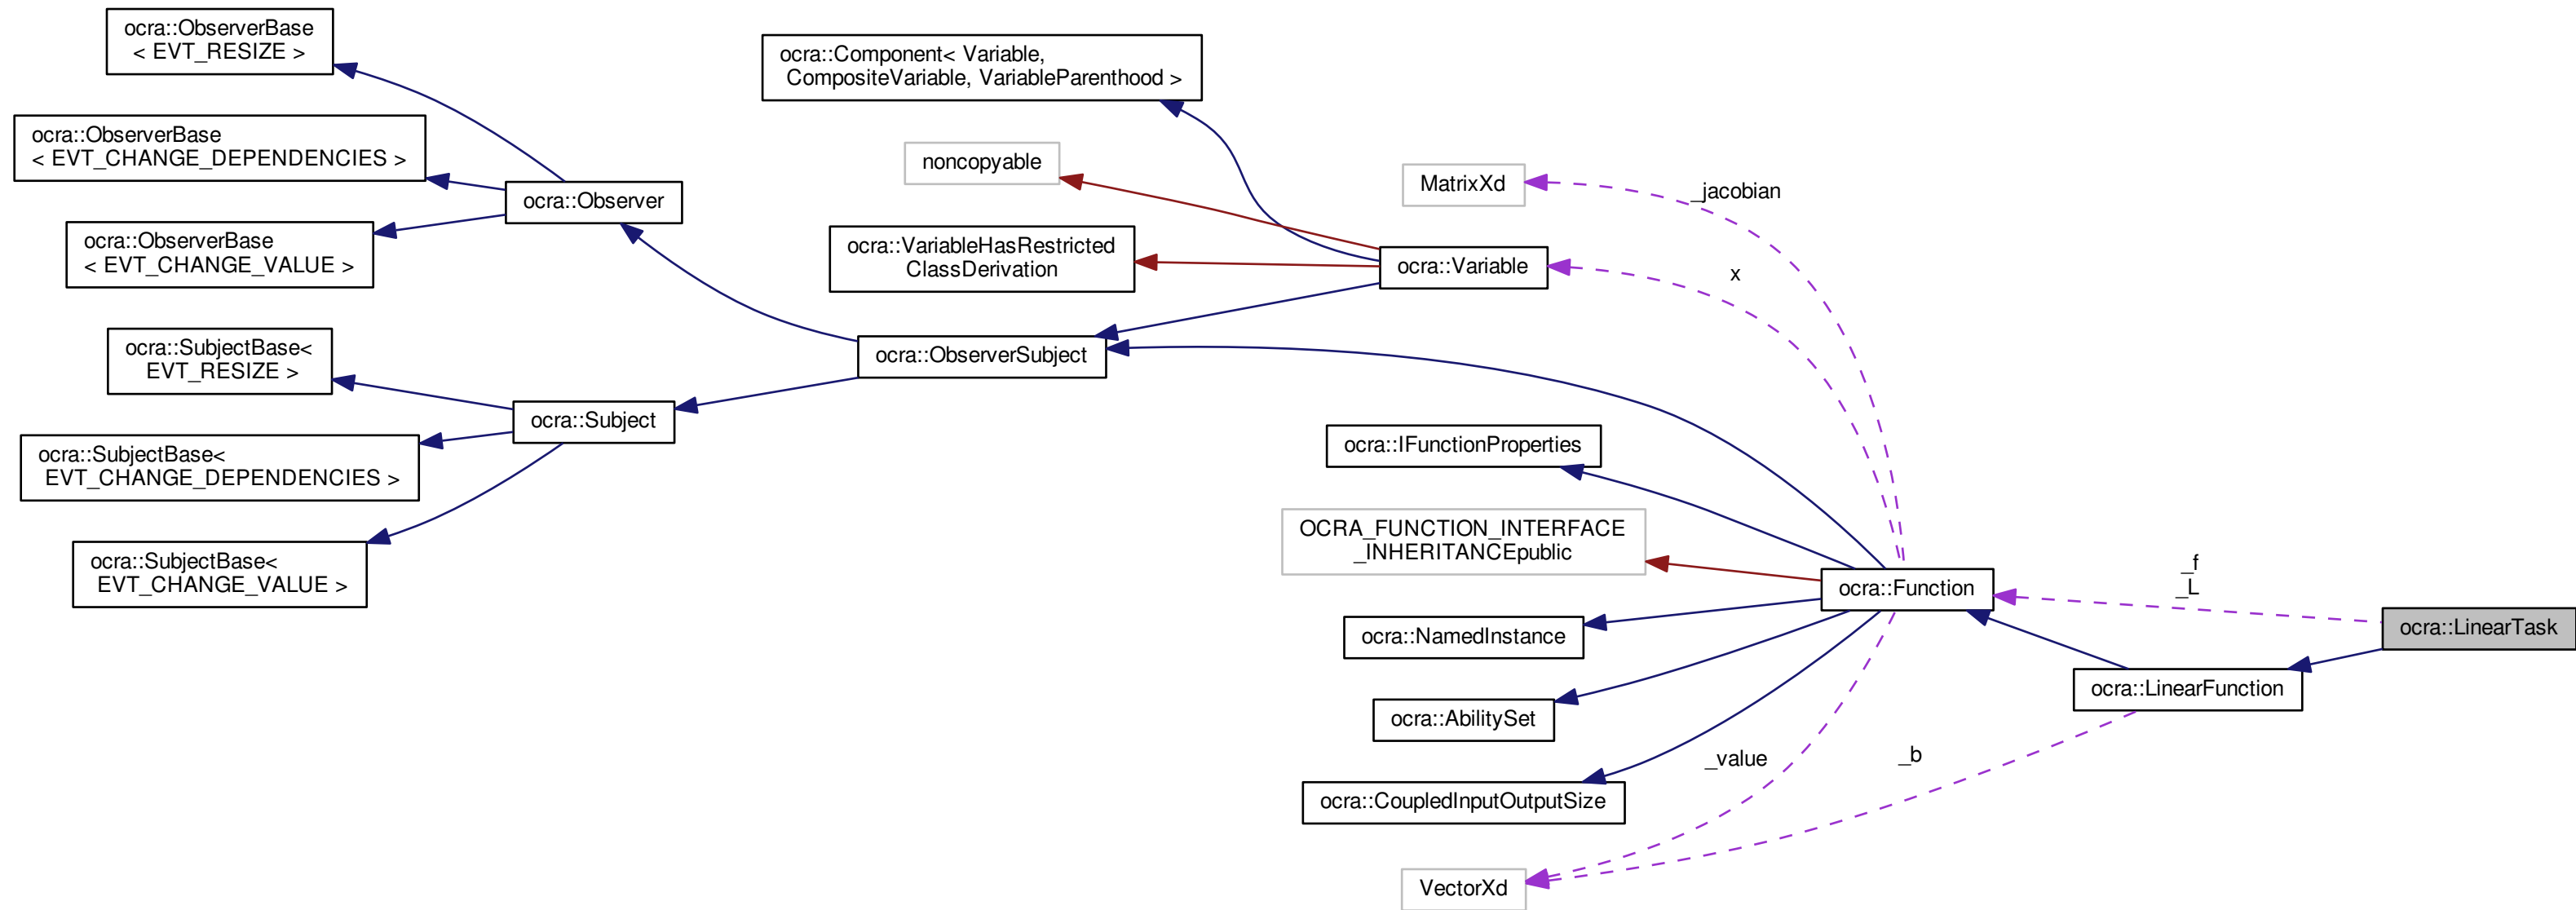 ocra::ObserverBase
< EVT_RESIZE >
ocra::ObserverBase
< EVT_CHANGE_DEPENDENCIES >
ocra::ObserverBase
< EVT_CHANGE_VALUE >
ocra::SubjectBase<
EVT_RESIZE >
ocra::SubjectBase<
EVT_CHANGE_DEPENDENCIES >
ocra::SubjectBase<
EVT_CHANGE_VALUE >
ocra::Observer
ocra::Subject
ocra::Component< Variable,
CompositeVariable, VariableParenthood >
noncopyable
ocra::VariableHasRestricted
ClassDerivation
ocra::ObserverSubject
MatrixXd
ocra::Variable
ocra::IFunctionProperties
OCRA_FUNCTION_INTERFACE
_INHERITANCEpublic
ocra::NamedInstance
ocra::AbilitySet
ocra::CoupledInputOutputSize
VectorXd
_jacobian
x
_value
_b
ocra::Function
_f
_L
ocra::LinearFunction
ocra::LinearTask